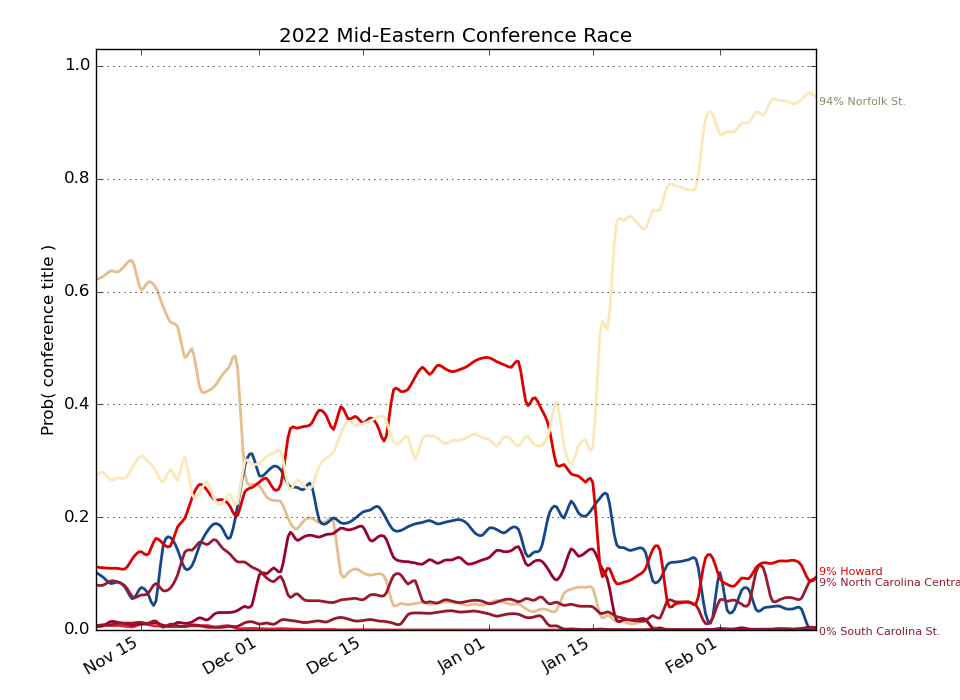 2022 Mid-Eastern Conference Race
Prob( conference title )
1.0
0.8
0.6
0.4
0.2
0.0
Nov 15
Dec 01
Dec 15
Jan 01
Jan 15
Feb 01
94% Norfolk St.
9% Howard
9% North Carolina Centra
0% South Carolina St.